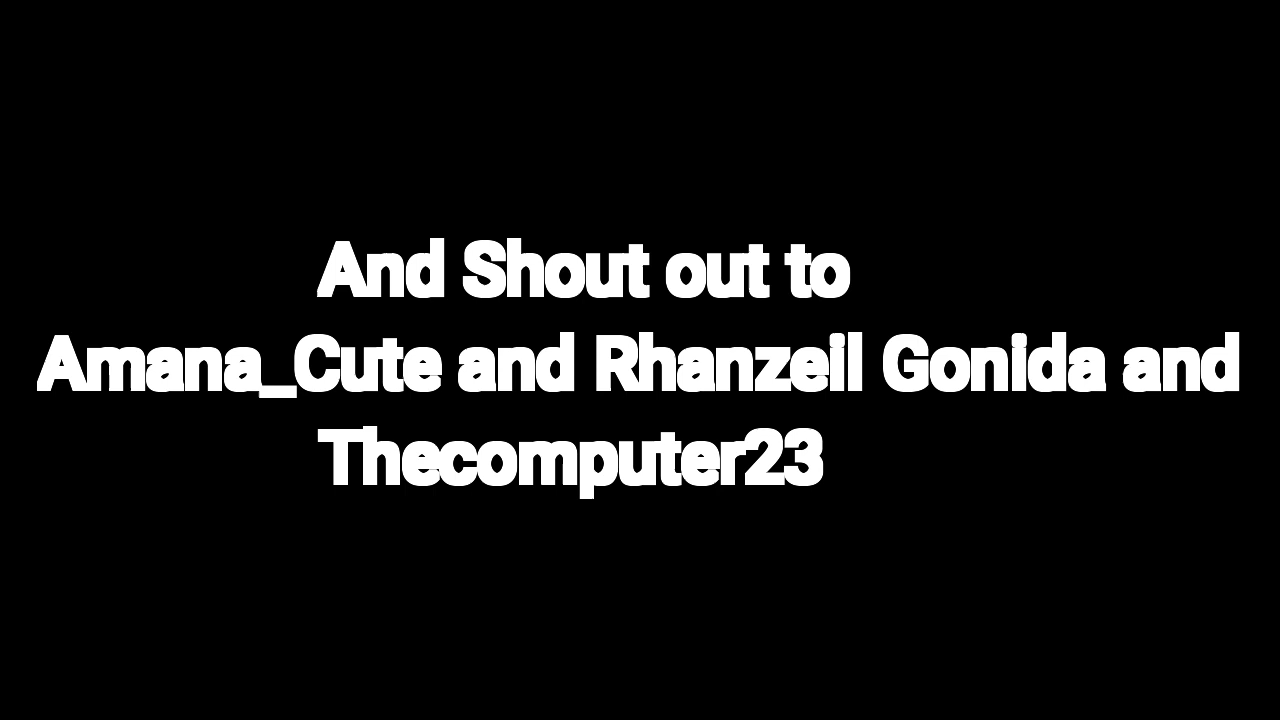 And Shout out to
Amana_Cute and Rhanzeil Gonida and
Thecomputer23